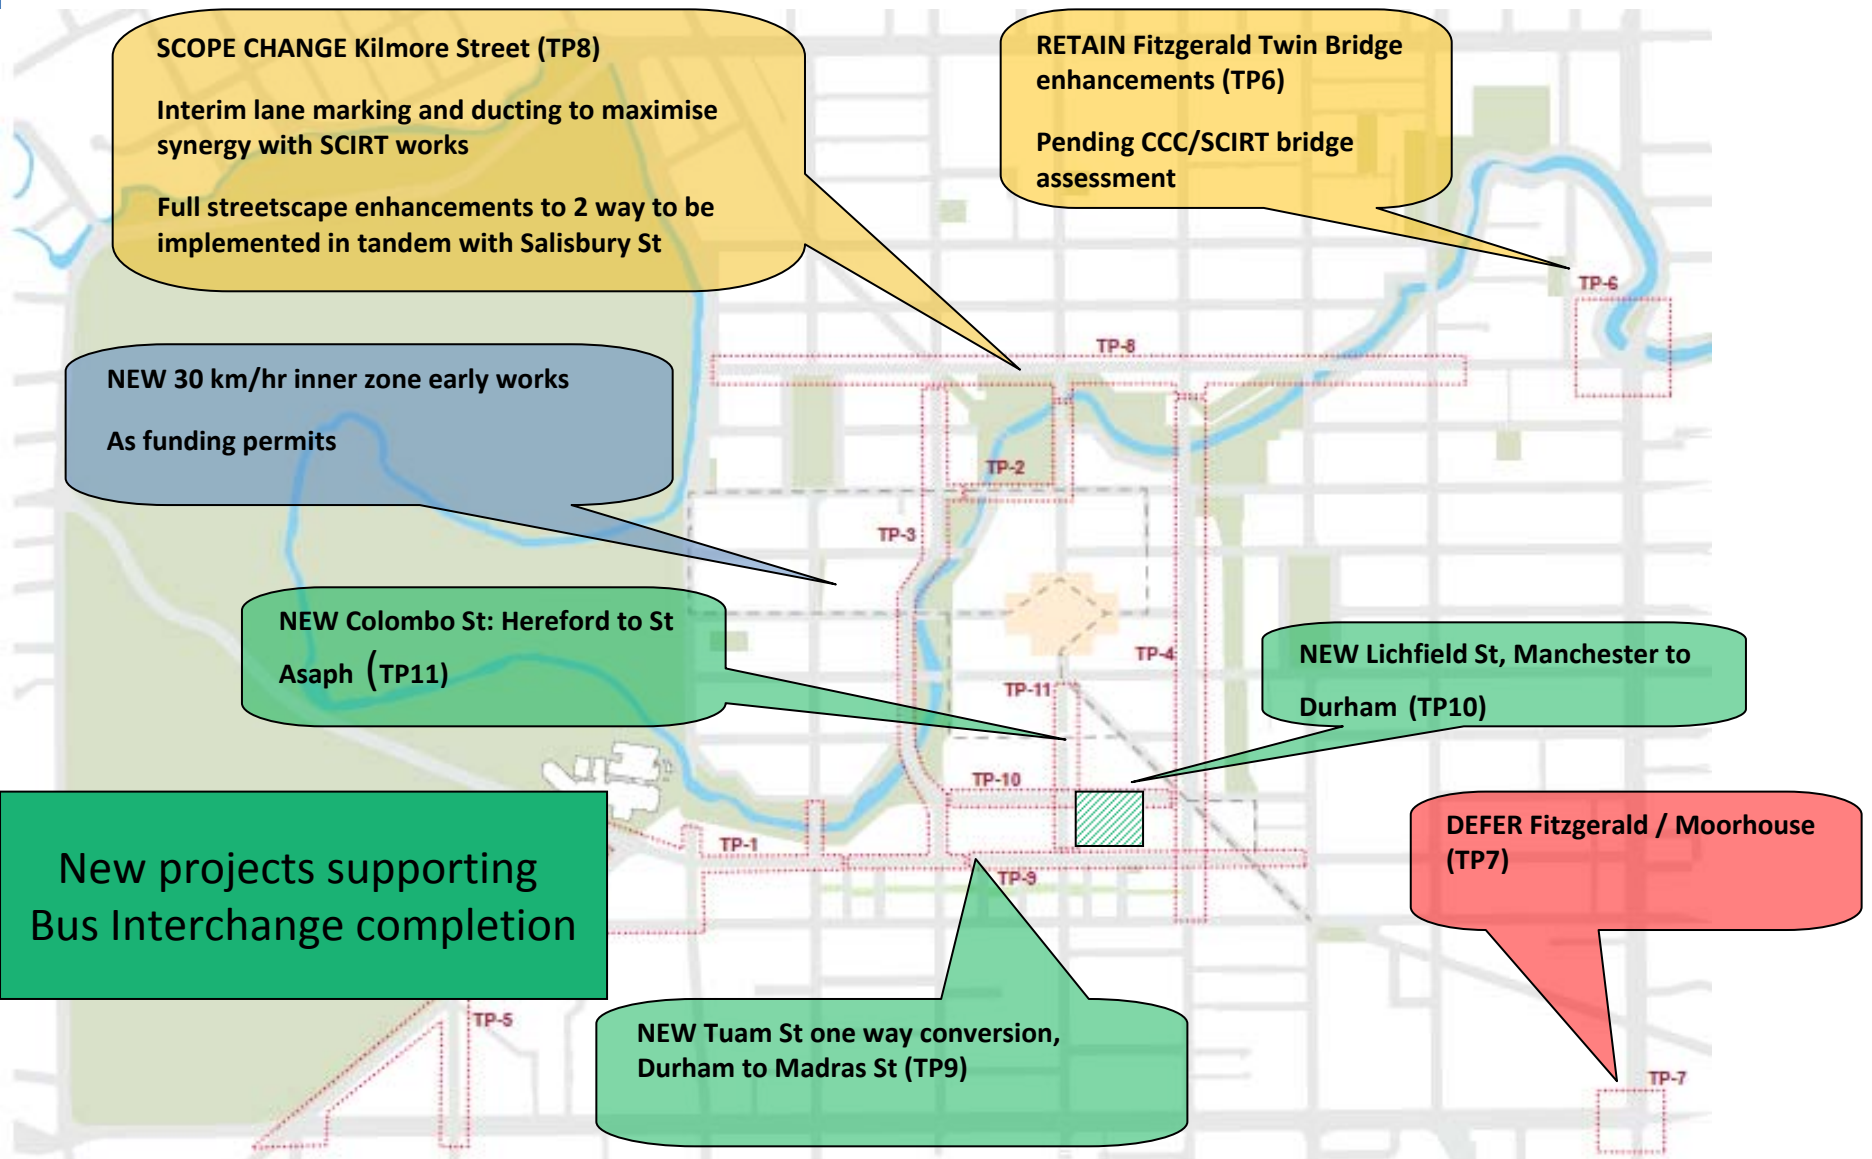 SCOPE CHANGE Kilmore Street (TP8)
Interim lane marking and ducting to maximise
synergy with SCIRT works
Full streetscape enhancements to 2 way to be
implemented in tandem with Salisbury St
RETAIN Fitzgerald Twin Bridge
enhancements (TP6)
Pending CCC/SCIRT bridge
assessment
TP-6
TP-8
NEW 30 km/hr inner zone early works
As funding permits
TP-2
TP-3
NEW Colombo St: Hereford to St
Asaph (TP11)
TP-4
NEW Lichfield St, Manchester to
Durham (TP10)
TP-11
TP-10
TP-1
TP-9
DEFER Fitzgerald / Moorhouse
(TP7)
New projects supporting
Bus Interchange completion
TP-5
NEW Tuam St one way conversion,
Durham to Madras St (TP9)
TP-7